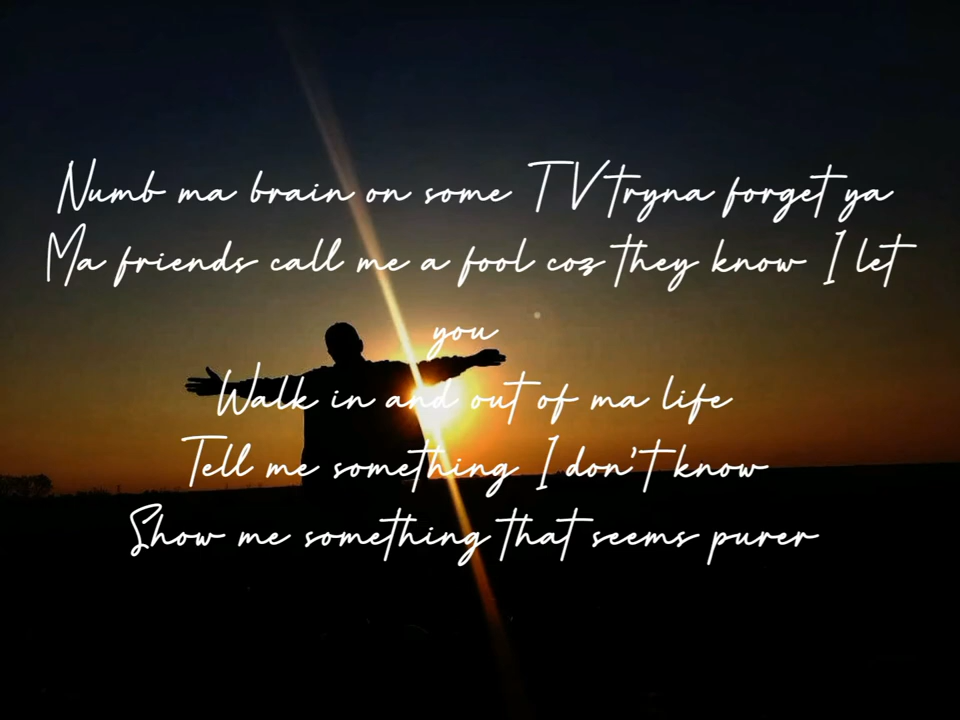 Numb ma brain on some TV tryna forget ya
Ma friends call me a fool coz they know I let
you
Walk in and out of ma life
Tell me something I don't know
Show me something that seems purer